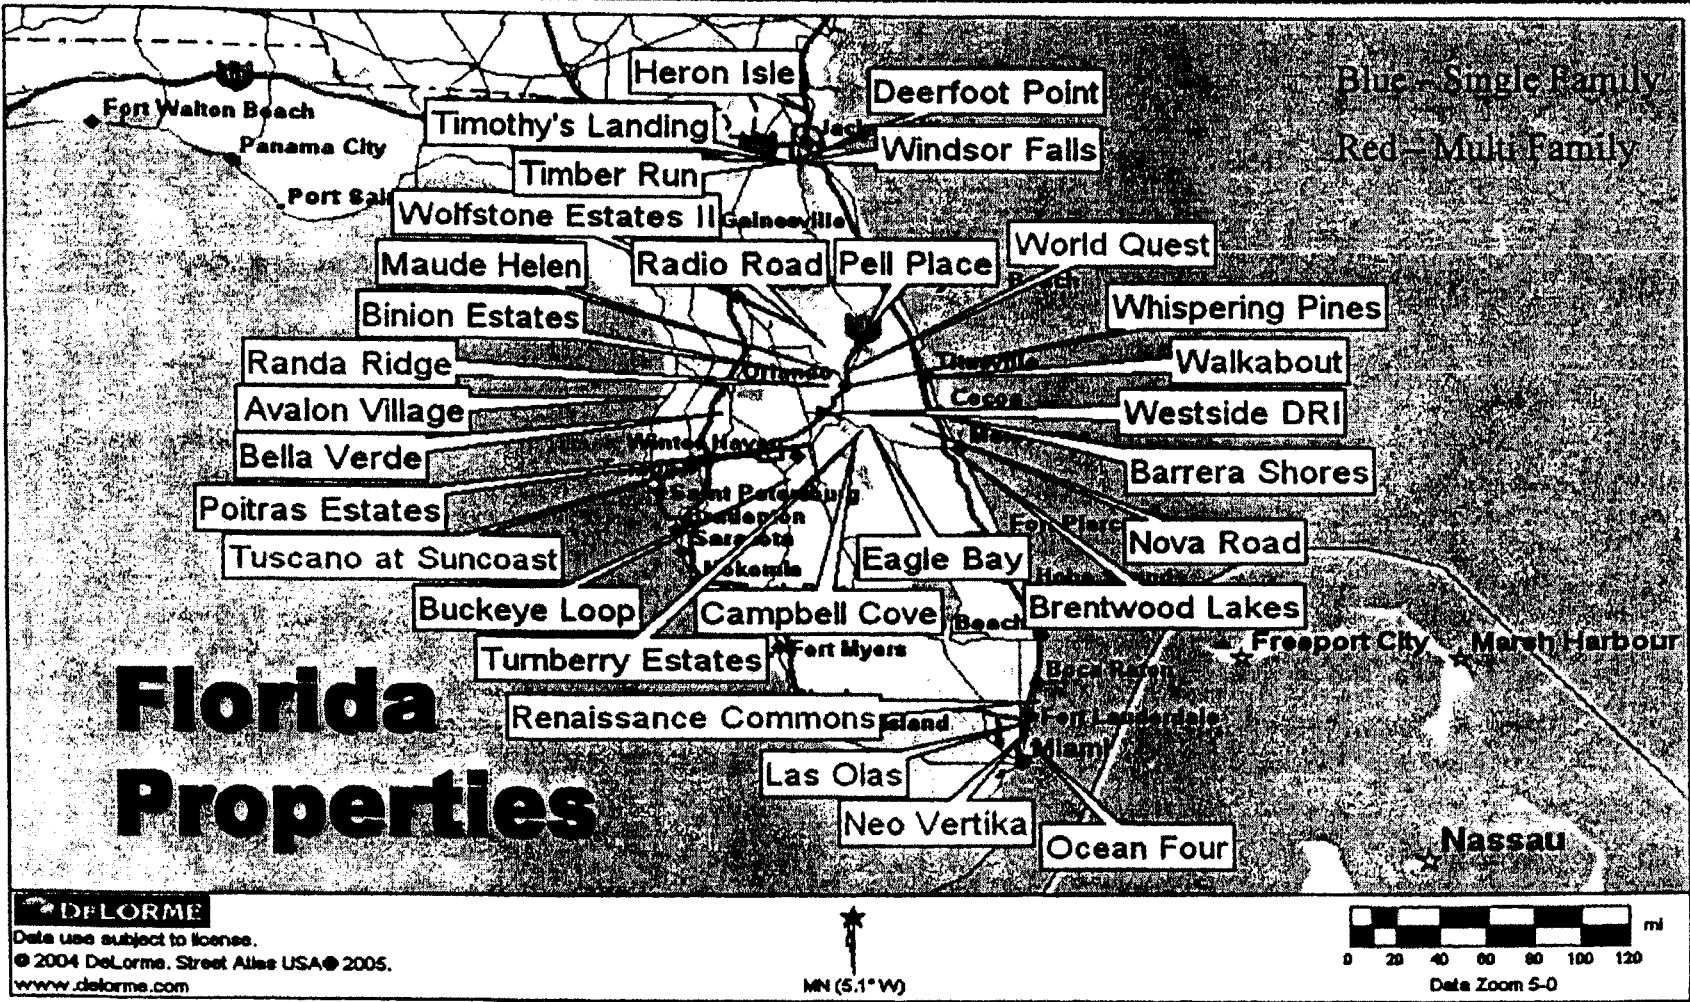 Heron Isle
Deerfoot Point
Blue – Single Family
Fort Walton Beach
Timothy's Landing
Windsor Falls
Red – Multi Family
Panama City
Timber Run
Port
Wolfstone Estates II
Gainesville
World Quest
Maude Helen
Radio Road
Pell Place
Whispering Pines
Binion Estates
Randa Ridge
Orlando
Titusville
Walkabout
Avalon Village
Cocoa
Westside DRI
Bella Verde
Winter Haven
Barrera Shores
Poitras Estates
Saint Petersburg
Bradenton
Sarasota
Nova Road
Tuscano at Suncoast
Eagle Bay
Nokomis
Buckeye Loop
Campbell Cove
Brentwood Lakes
Beach
Freeport City
Marsh Harbour
Turnberry Estates
Fort Myers
Boca Raton
Florida
Properties
Renaissance Commons
Island
Fort Lauderdale
Miami
Las Olas
Neo Vertika
Ocean Four
Nassau
DELORME
Data use subject to license.
© 2004 DeLorme. Street Atlas USA® 2005.
www.delorme.com
MN (5.1° W)
mi
0 20 40 60 80 100 120
Data Zoom 5-0